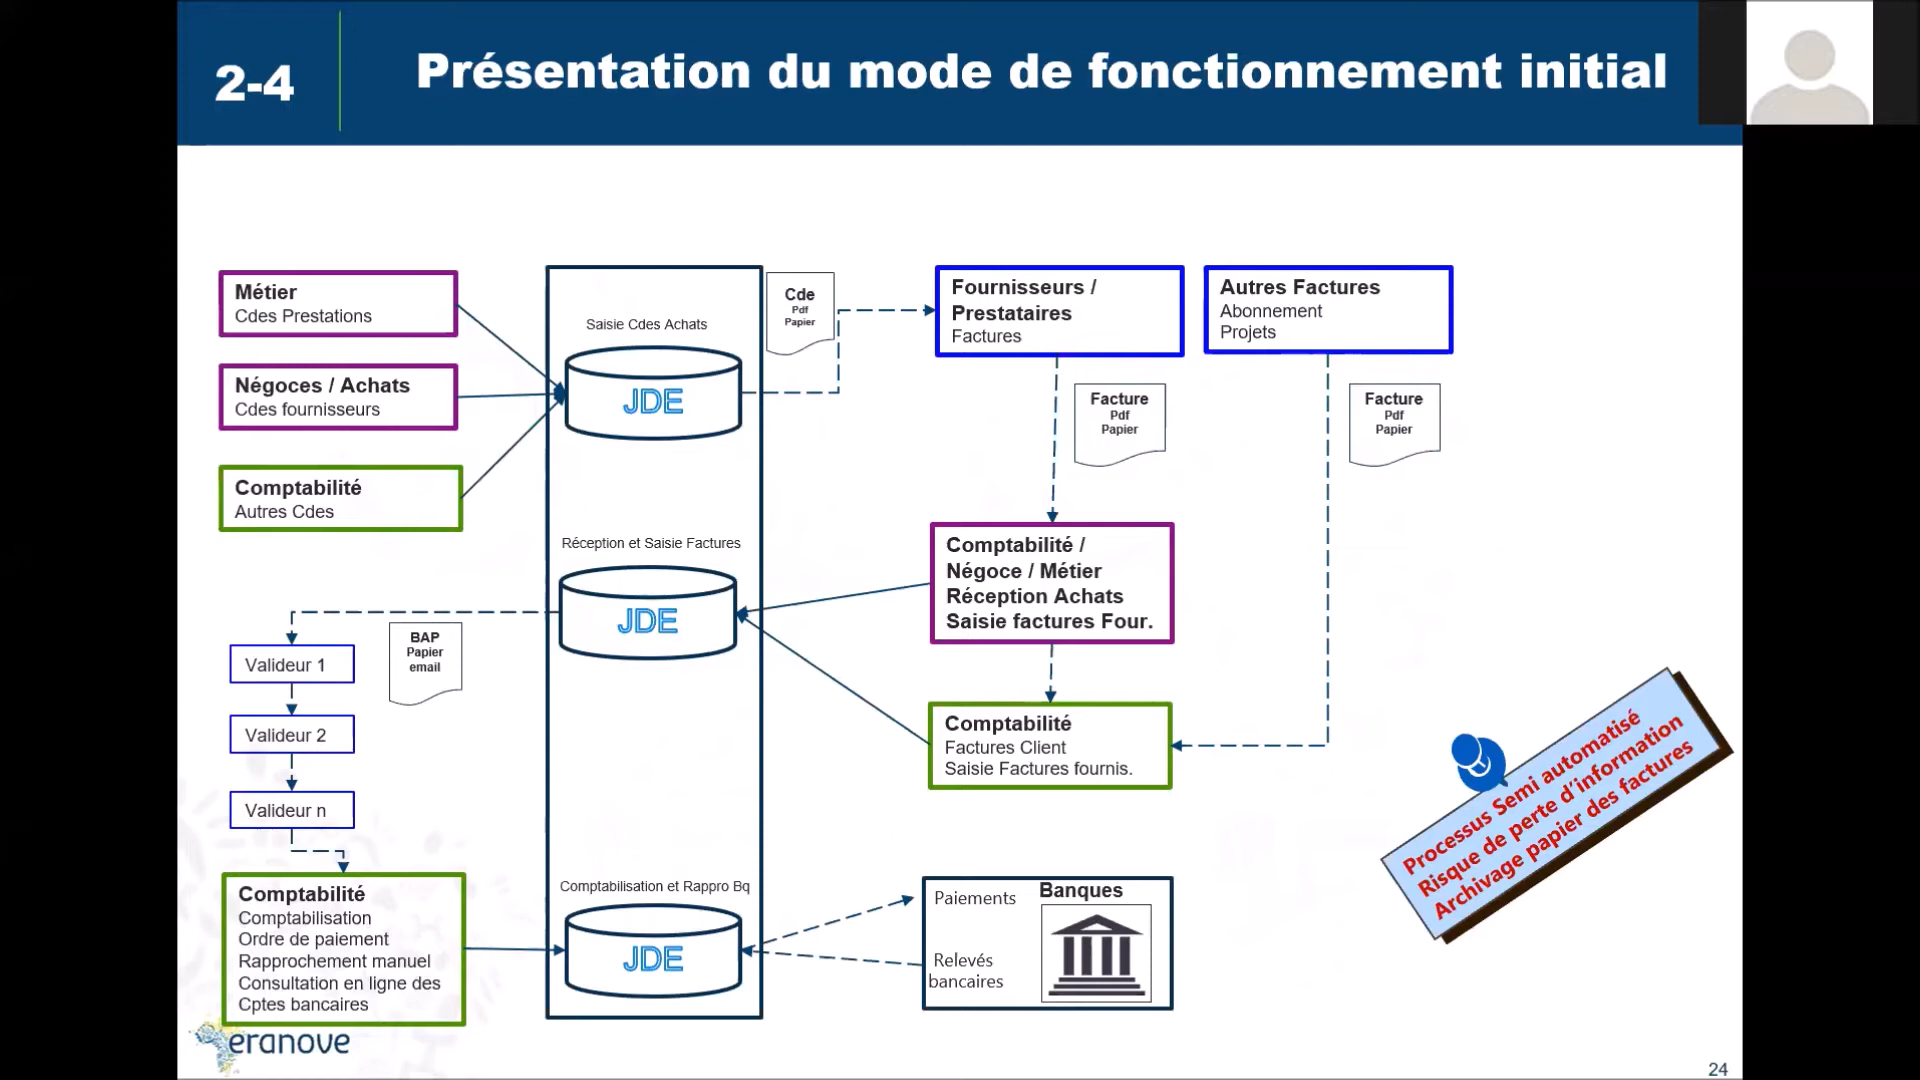 2-4
Présentation du mode de fonctionnement initial
Métier
Cdes Prestations
Négoces / Achats
Cdes fournisseurs
Comptabilité
Autres Cdes
Saisie Cdes Achats
JDE
Cde
Pdf
Papier
Fournisseurs /
Prestataires
Factures
Autres Factures
Abonnement
Projets
Facture
Pdf
Papier
Facture
Pdf
Papier
Réception et Saisie Factures
JDE
Comptabilité /
Négoce / Métier
Réception Achats
Saisie factures Four.
BAP
Papier
email
Valideur 1
Valideur 2
Valideur n
Comptabilité
Factures Client
Saisie Factures fournis.
Processus Semi automatisé
Risque de perte d'information
Archivage papier des factures
Comptabilité
Comptabilisation
Ordre de paiement
Rapprochement manuel
Consultation en ligne des
Cptes bancaires
Comptabilisation et Rappro Bq
JDE
Banques
Paiements
Relevés
bancaires
eranove
24